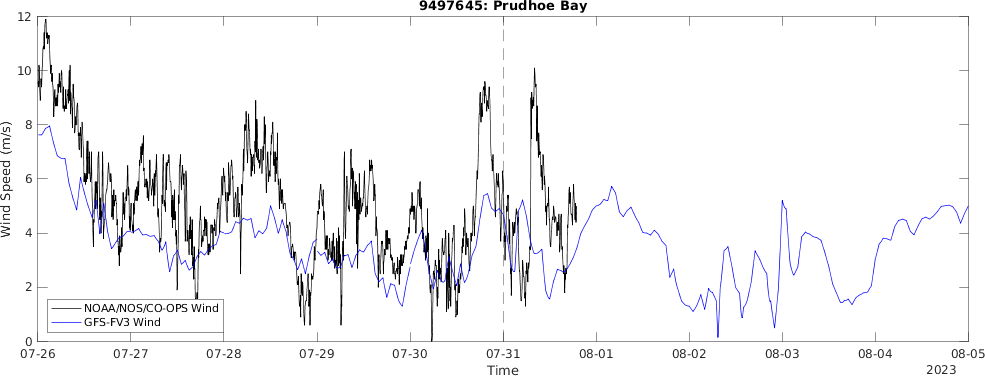 9497645: Prudhoe Bay
Wind Speed (m/s)
12
10
8
6
4
2
0
NOAA/NOS/CO-OPS Wind
GFS-FV3 Wind
07-26 07-27 07-28 07-29 07-30 07-31 08-01 08-02 08-03 08-04 08-05
Time
2023